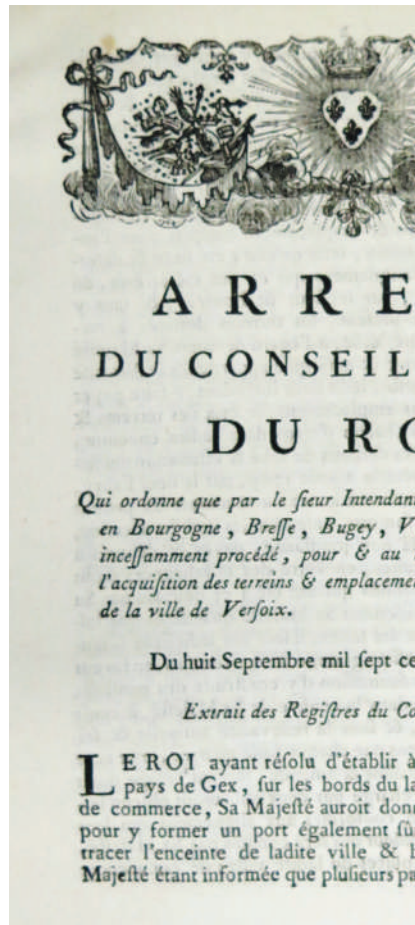 ARRE
DU CONSEIL
DU RO
Qui ordonne que par le ſieur Intendant
en Bourgogne, Breſſe, Bugey, V
inceſſamment procédé, pour & au
l'acquiſition des terreins & emplaceme
de la ville de Verſoix.
Du huit Septembre mil ſept ce
Extrait des Regiſtres du Co
LE ROI ayant réſolu d'établir à
pays de Gex, ſur les bords du la
de commerce, Sa Majeſté auroit donn
pour y former un port également ſû
tracer l'enceinte de ladite ville & l
Majeſté étant informée que pluſieurs pa